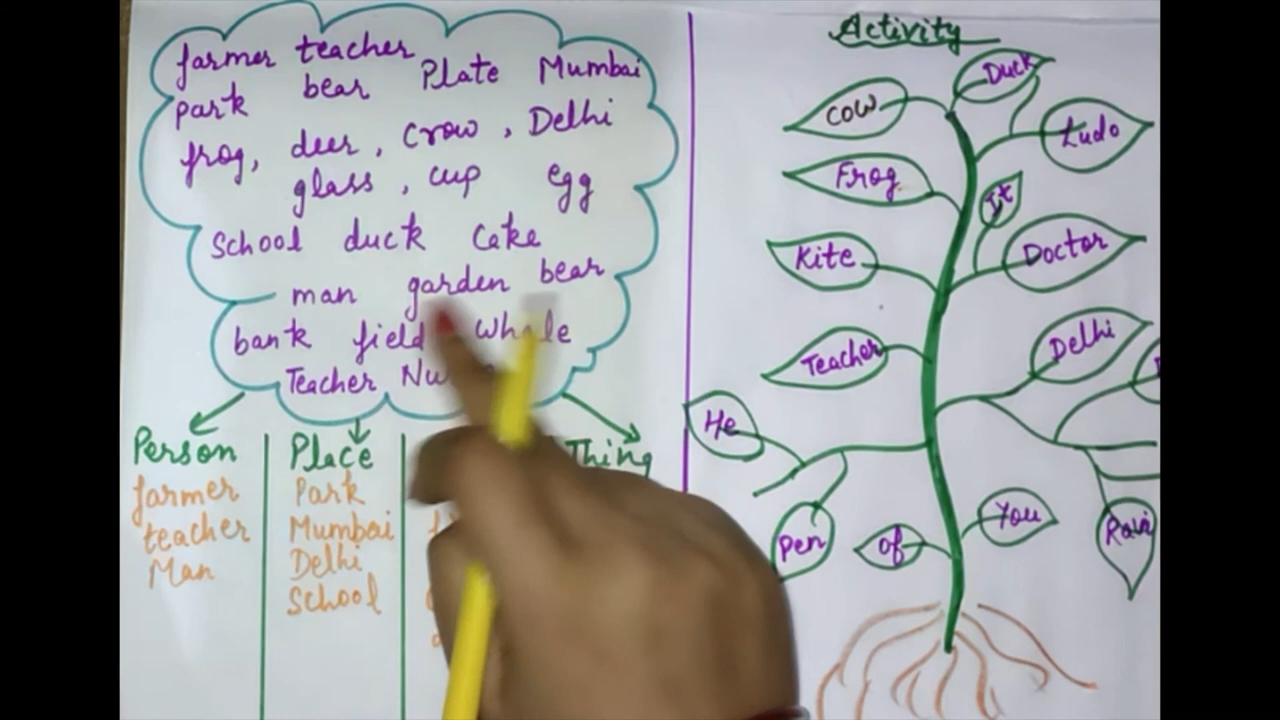 farmer teacher
park bear Plate Mumbai
frog, deer, crow, Delhi
glass, cup egg
School duck Cake
man garden bear
bank field whale
Teacher
Person Place Thing
farmer Park
teacher Mumbai
Man Delhi
School
Activity
Duck
Cow
Ludo
Frog
It
Kite Doctor
Teacher Delhi
He
Pen of You Ravi